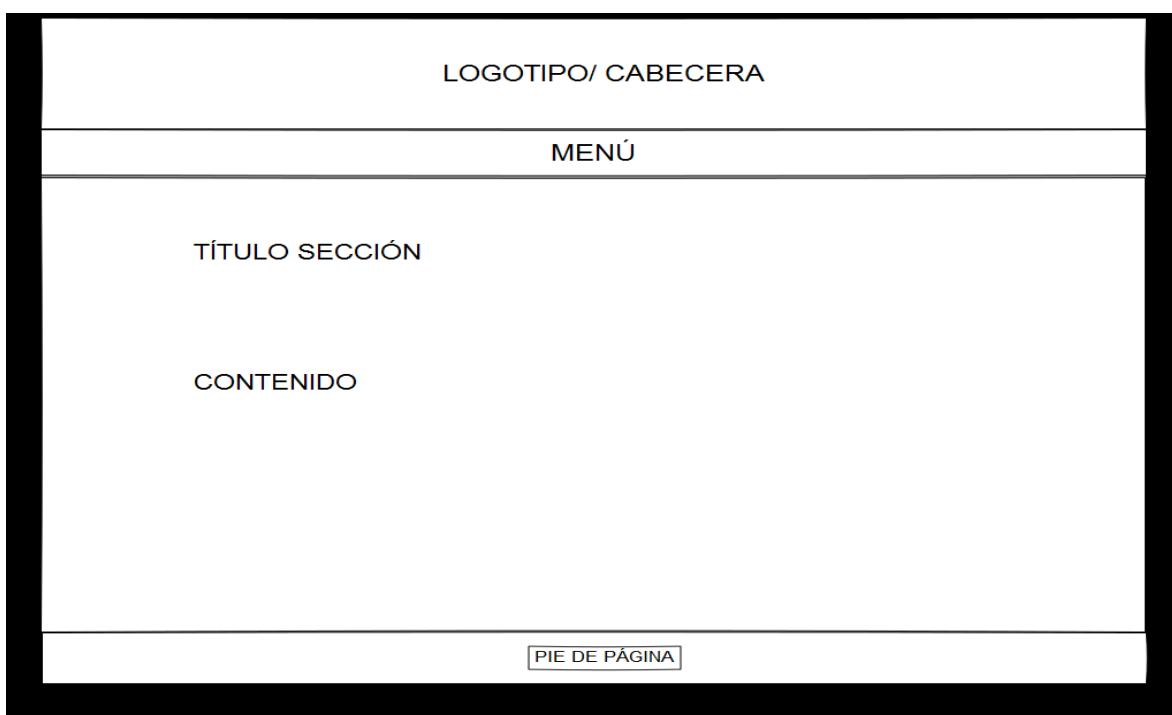 LOGOTIPO/ CABECERA
MENÚ
TÍTULO SECCIÓN
CONTENIDO
PIE DE PÁGINA